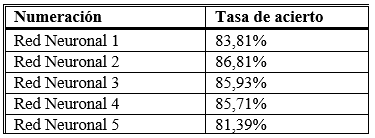 Numeración Tasa de acierto
Red Neuronal 1 83,81%
Red Neuronal 2 86,81%
Red Neuronal 3 85,93%
Red Neuronal 4 85,71%
Red Neuronal 5 81,39%